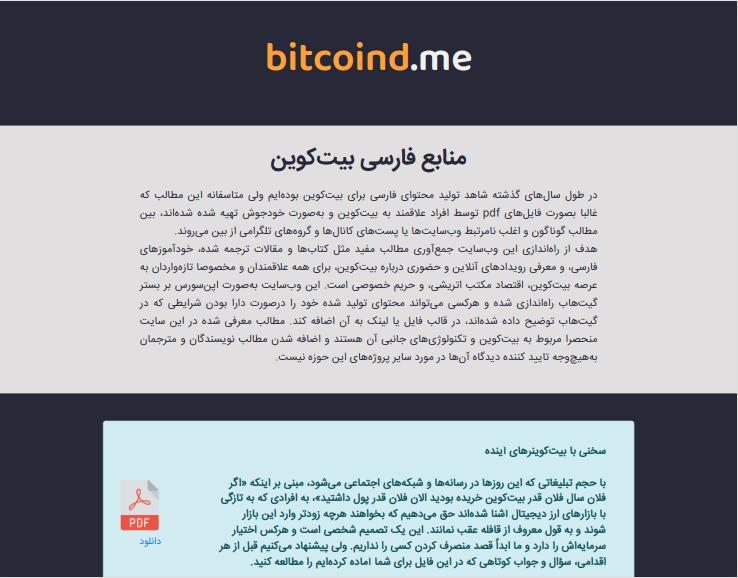 bitcoind.me
منابع فارسی بیت‌کوین
در طول سال‌های گذشته شاهد تولید محتوای فارسی برای بیت‌کوین بوده‌ایم ولی متاسفانه این مطالب که
غالبا بصورت فایل‌های pdf توسط افراد علاقمند به بیت‌کوین و به‌صورت خودجوش تهیه شده شده‌اند، بین
مطالب گوناگون و اغلب نامرتبط وب‌سایت‌ها یا پست‌های کانال‌ها و گروه‌های تلگرامی از بین می‌روند.
هدف از راه‌اندازی این وب‌سایت جمع‌آوری مطالب مفید مثل کتاب‌ها و مقالات ترجمه شده، خودآموزهای
فارسی، و معرفی رویدادهای آنلاین و حضوری درباره بیت‌کوین، برای همه علاقمندان و مخصوصا تازه‌واردان به
عرصه بیت‌کوین، اقتصاد مکتب اتریشی، و حریم خصوصی است. این وب‌سایت به‌صورت اپن‌سورس بر بستر
گیت‌هاب راه‌اندازی شده و هرکسی می‌تواند محتوای تولید شده خود را درصورت دارا بودن شرایطی که در
گیت‌هاب توضیح داده شده‌اند، در قالب فایل یا لینک به آن اضافه کند. مطالب معرفی شده در این سایت
منحصرا مربوط به بیت‌کوین و تکنولوژی‌های جانبی آن هستند و اضافه شدن مطالب نویسندگان و مترجمان
به‌هیچ‌وجه تایید کننده دیدگاه آن‌ها در مورد سایر پروژه‌های این حوزه نیست.
سخنی با بیت‌کوینرهای اینده
با حجم تبلیغاتی که این روزها در رسانه‌ها و شبکه‌های اجتماعی می‌شود، مبنی بر اینکه «اگر
فلان سال فلان قدر بیت‌کوین خریده بودید الان فلان قدر پول داشتید»، به افرادی که به تازگی
با بازارهای ارز دیجیتال اشنا شده‌اند حق می‌دهیم که بخواهند هرچه زودتر وارد این بازار
شوند و به قول معروف از قافله عقب نمانند. این یک تصمیم شخصی است و هرکس اختیار
سرمایه‌اش را دارد و ما ابداً قصد منصرف کردن کسی را نداریم. ولی پیشنهاد می‌کنیم قبل از هر
اقدامی، سؤال و جواب کوتاهی که در این فایل برای شما اماده کرده‌ایم را مطالعه کنید.
PDF
دانلود